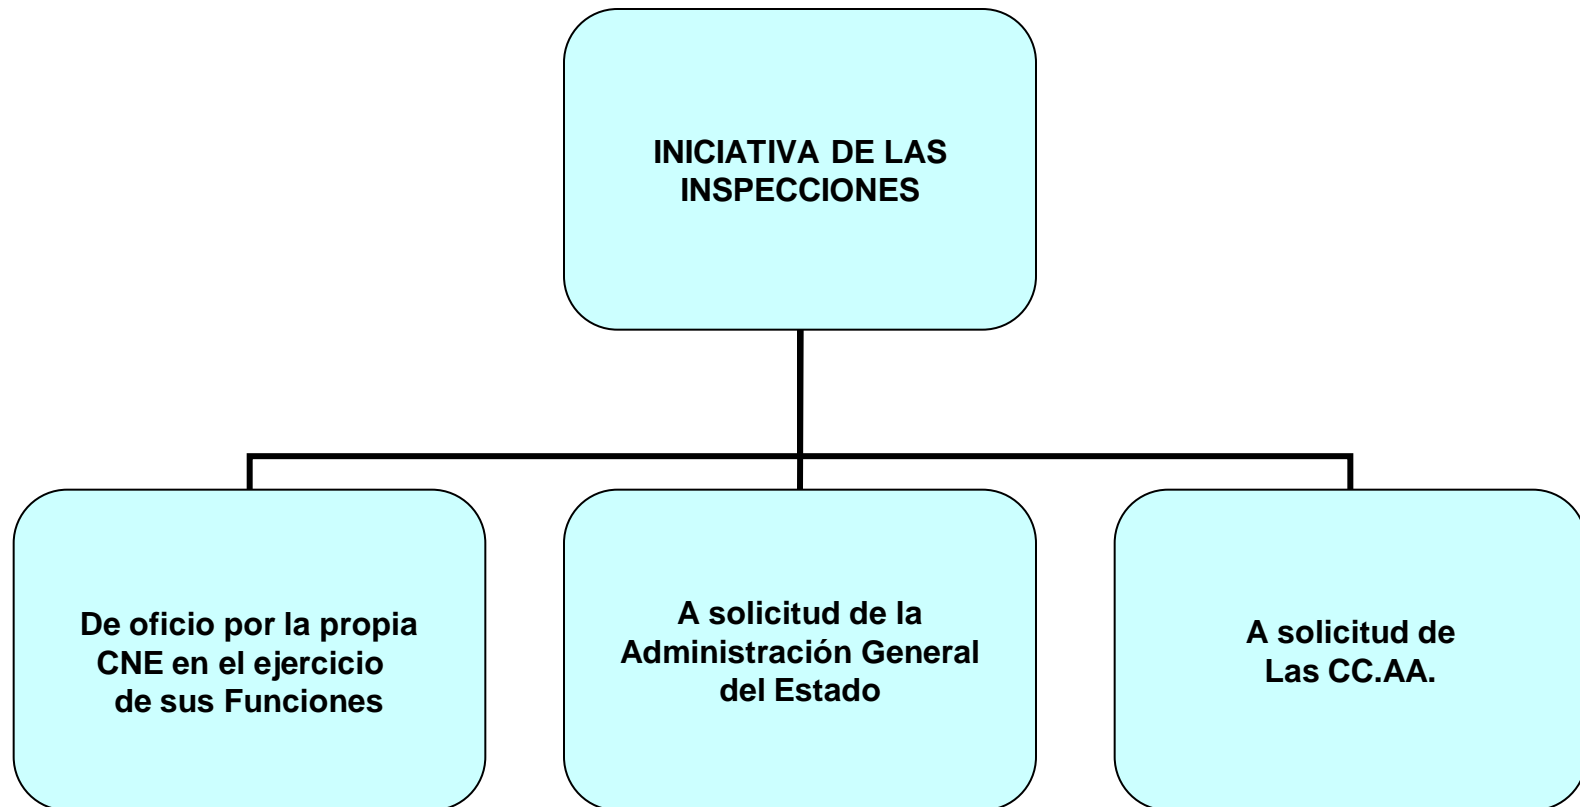 INICIATIVA DE LAS
INSPECCIONES
De oficio por la propia
CNE en el ejercicio
de sus Funciones
A solicitud de la
Administración General
del Estado
A solicitud de
Las CC.AA.